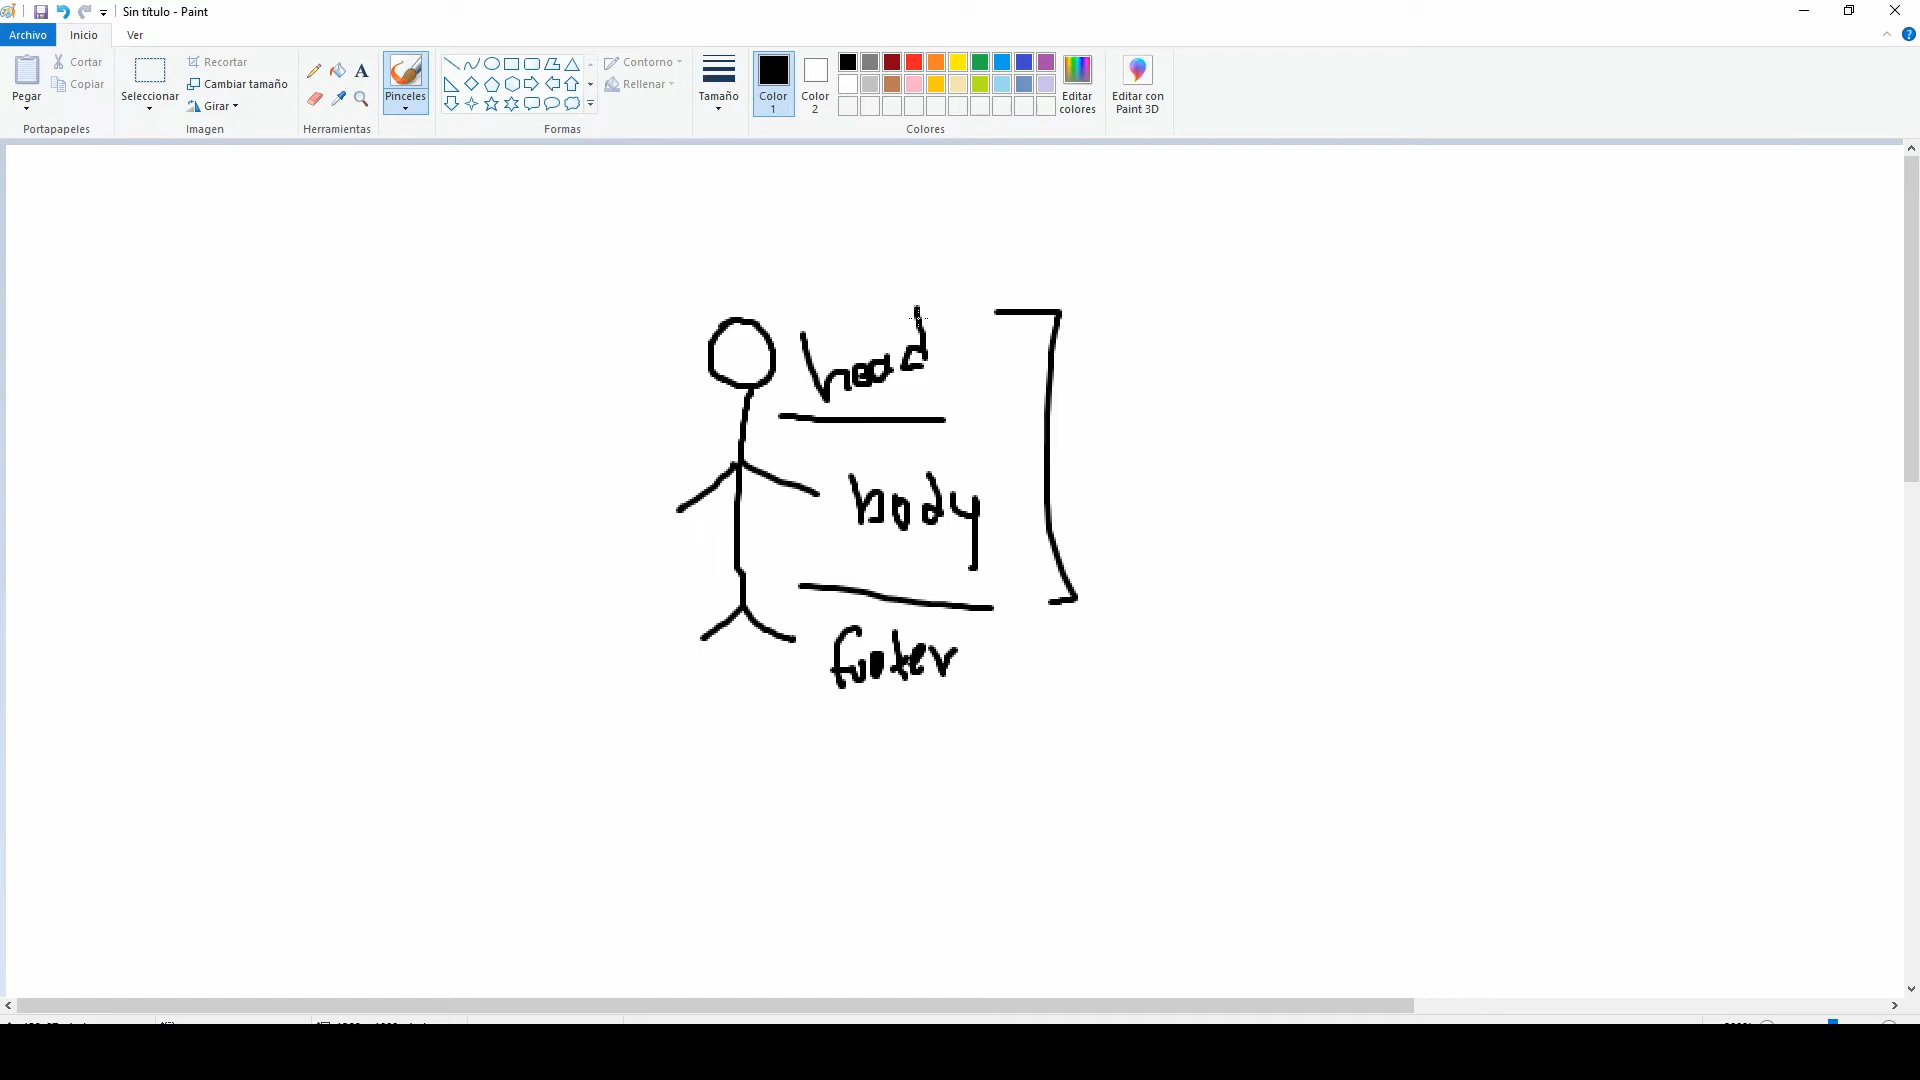 Sin título - Paint
Archivo Inicio Ver
Pegar
Cortar
Copiar
Portapapeles
Seleccionar
Recortar
Cambiar tamaño
Girar
Imagen
A
Herramientas
Pinceles
Contorno
Rellenar
Formas
Tamaño
Color 1
Color 2
Editar colores
Colores
Editar con Paint 3D
head
body
footer